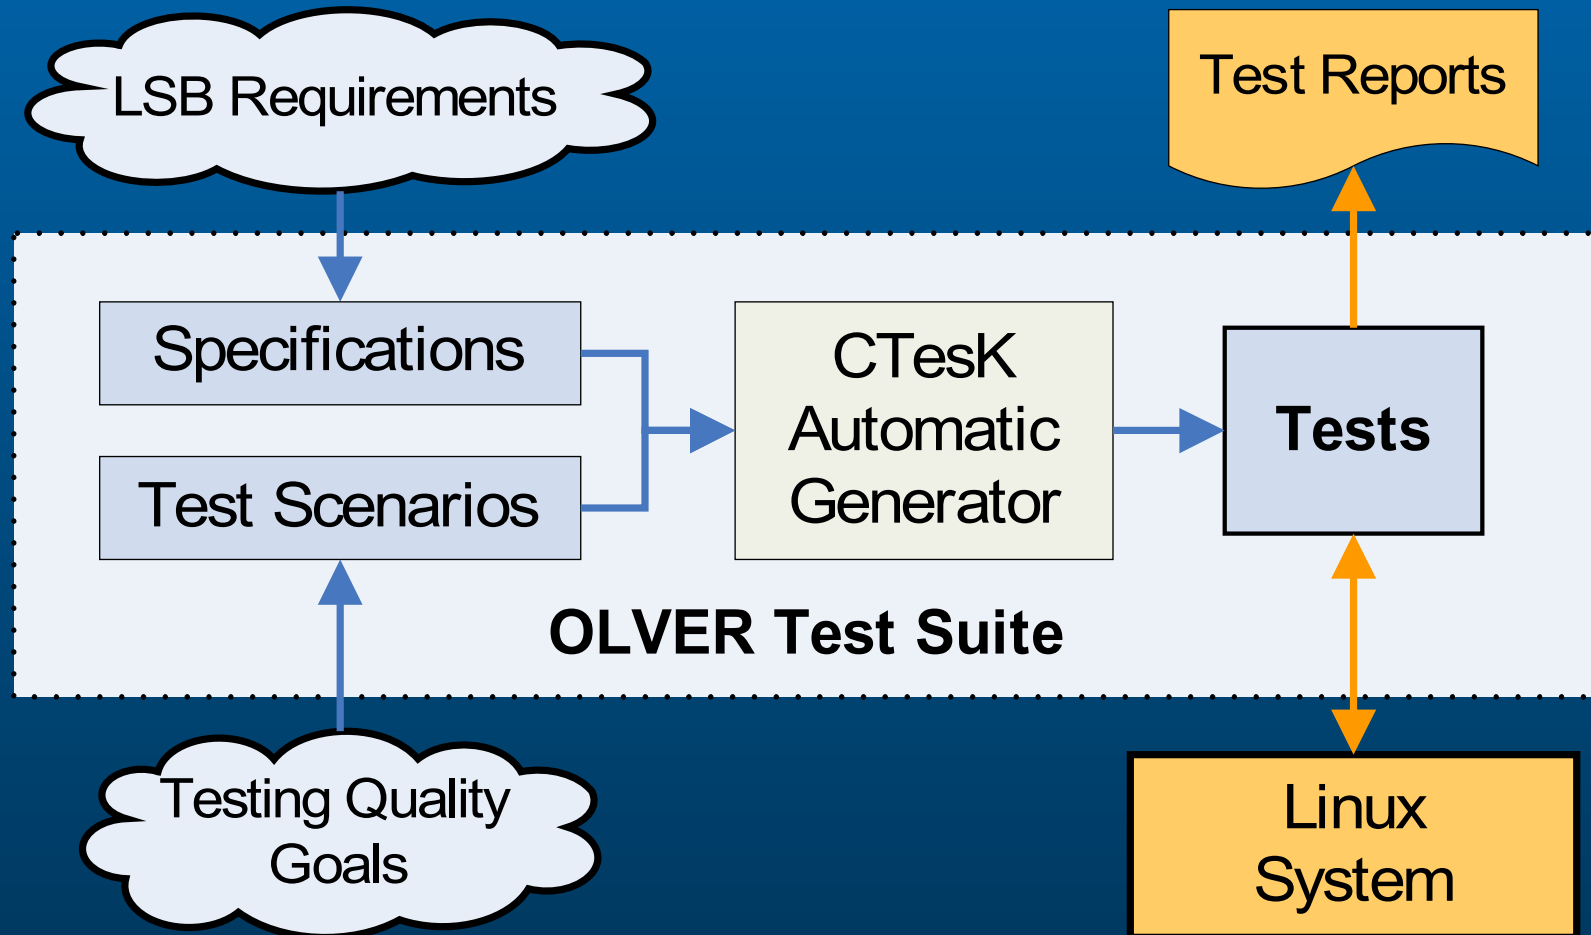 LSB Requirements
Test Reports
Specifications
Test Scenarios
CTesK
Automatic
Generator
Tests
OLVER Test Suite
Testing Quality
Goals
Linux
System